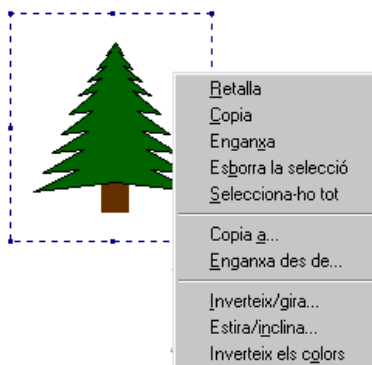 Retalla
Copia
Enganxa
Esborra la selecció
Selecciona-ho tot
Copia a...
Enganxa des de...
Inverteix/gira...
Estira/inclina...
Inverteix els colors